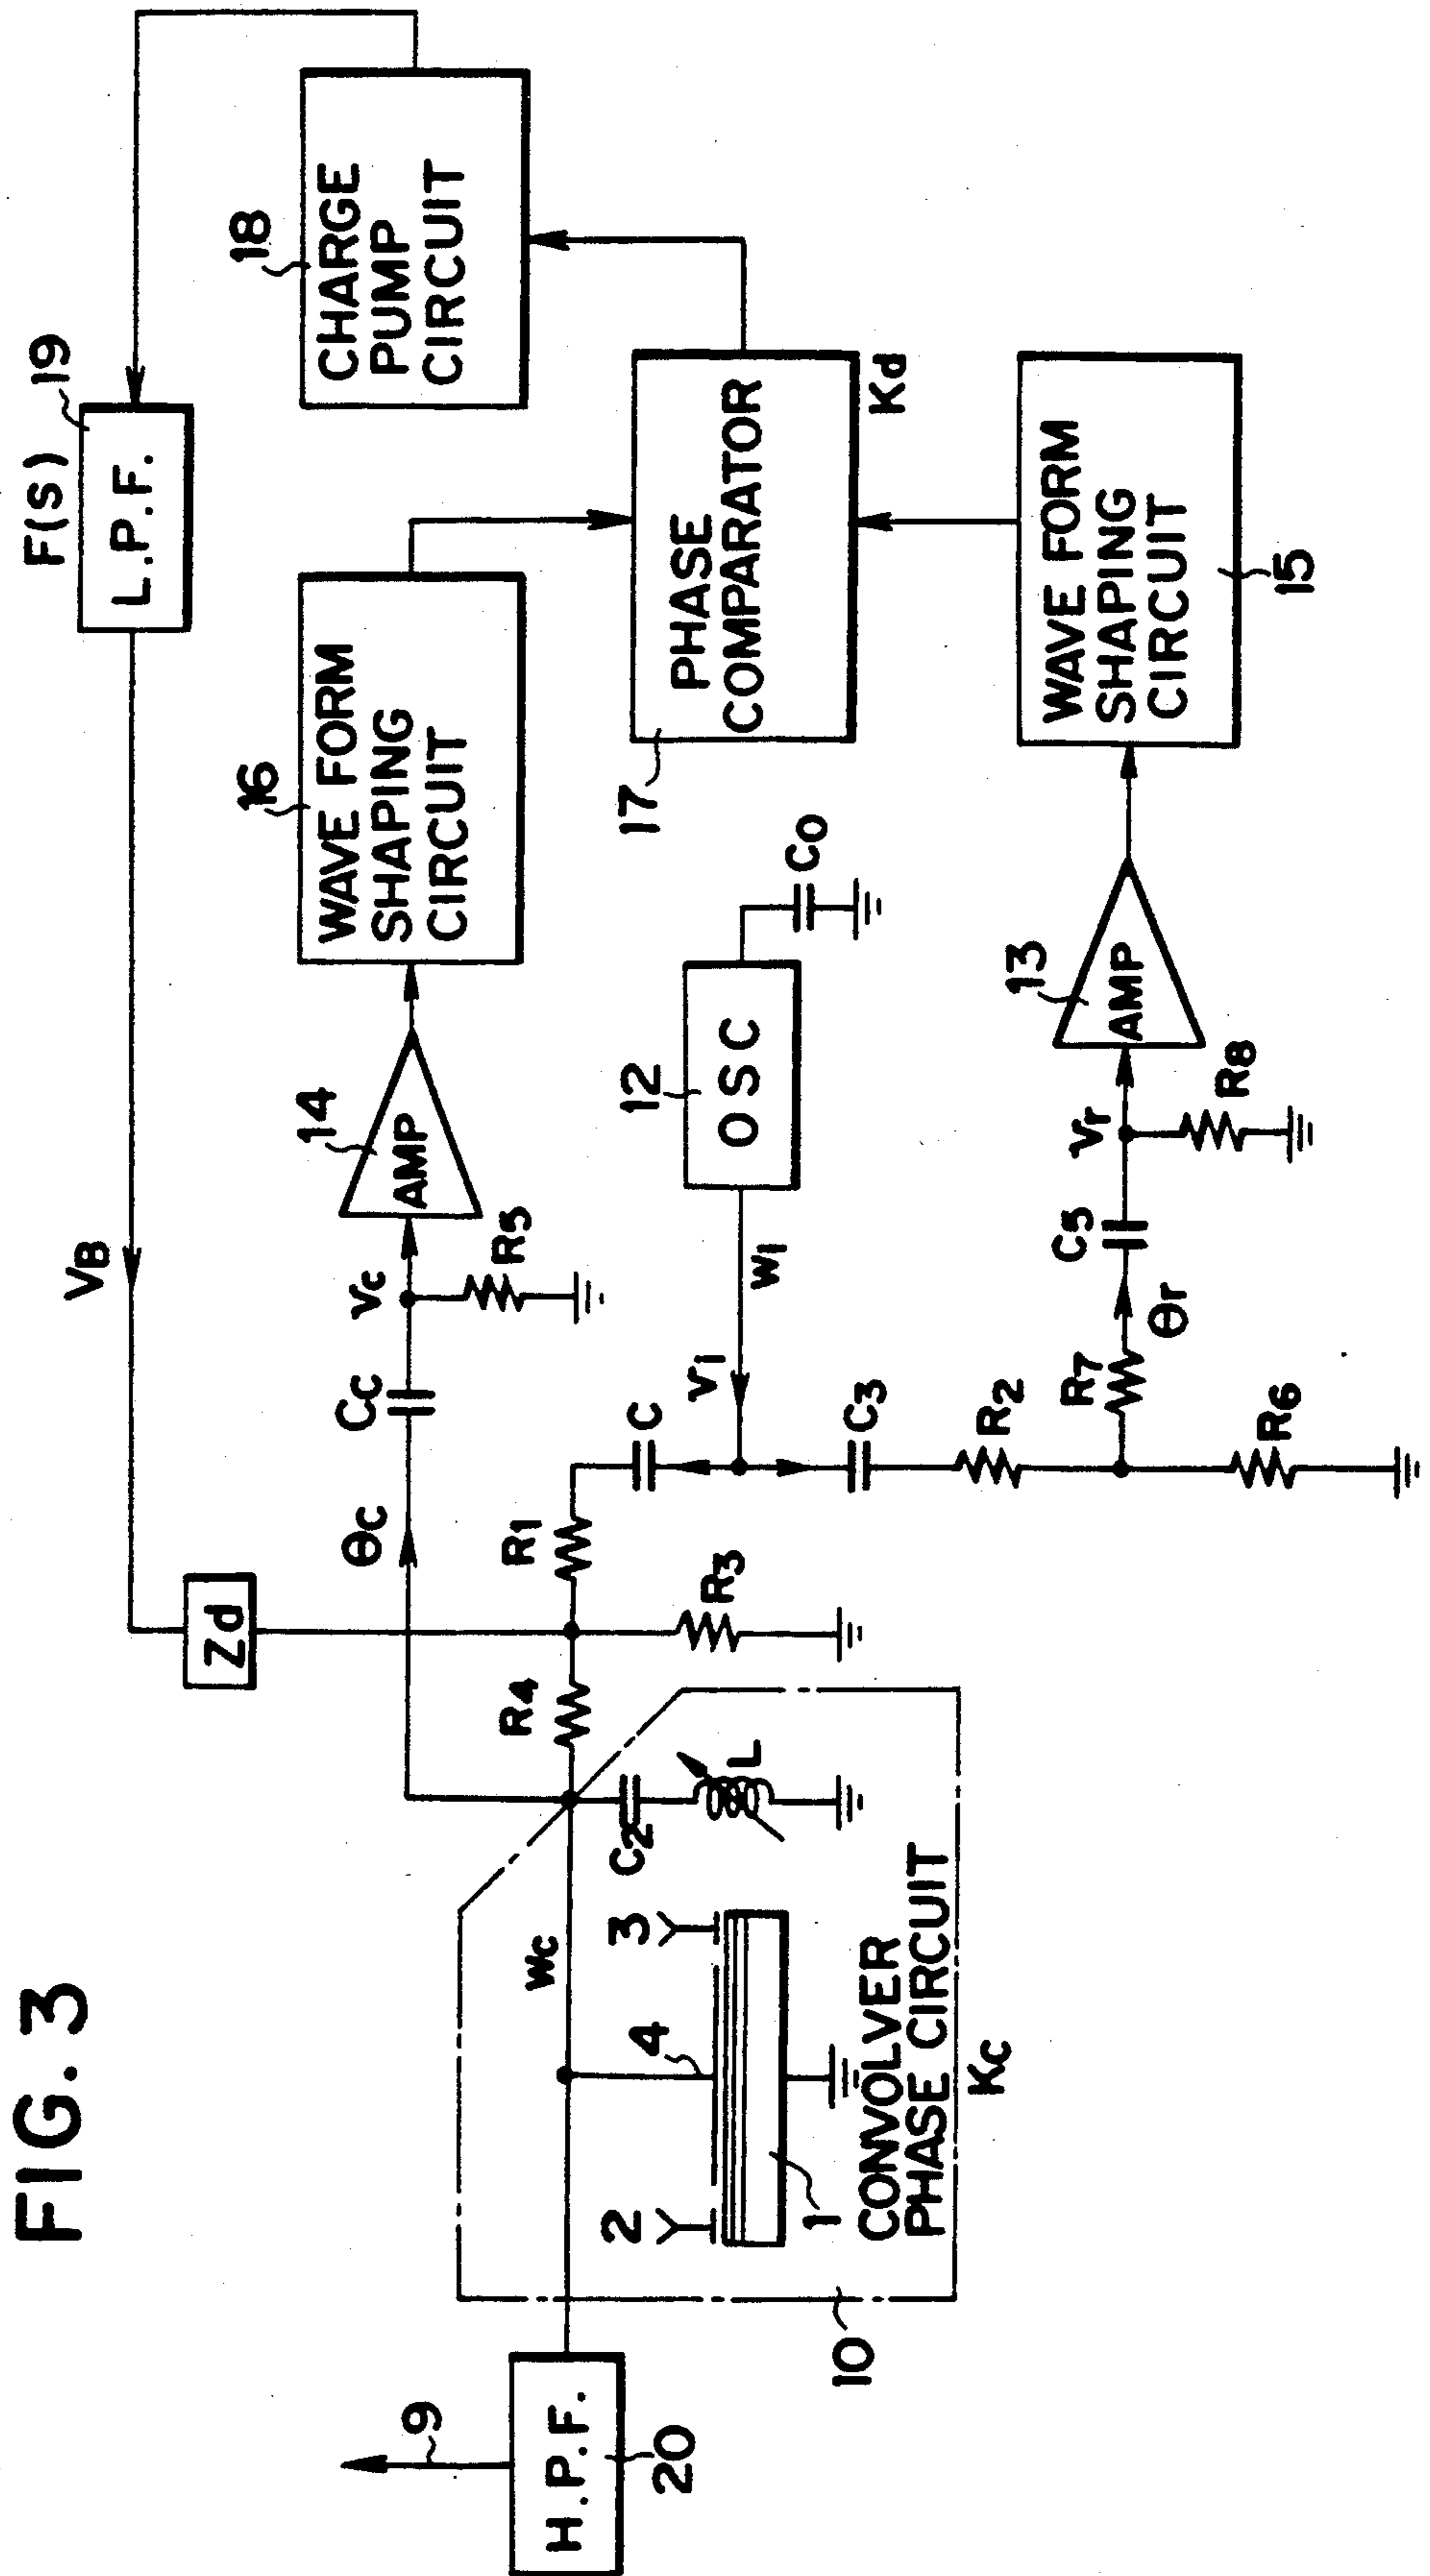 FIG. 3
F(S)
19
L.P.F.
VB
Zd
18
CHARGE
PUMP
CIRCUIT
16
WAVE FORM
SHAPING
CIRCUIT
14
AMP
Vc
R5
Cc
θc
17
PHASE
COMPARATOR
Kd
12
OSC
C0
W1
Vi
C
R1
R3
R4
C3
R2
R6
R7
θr
C5
Vr
R8
13
AMP
15
WAVE FORM
SHAPING
CIRCUIT
9
H.P.F.
20
Wc
C2
L
2
3
4
1
CONVOLVER
PHASE CIRCUIT
Kc
10